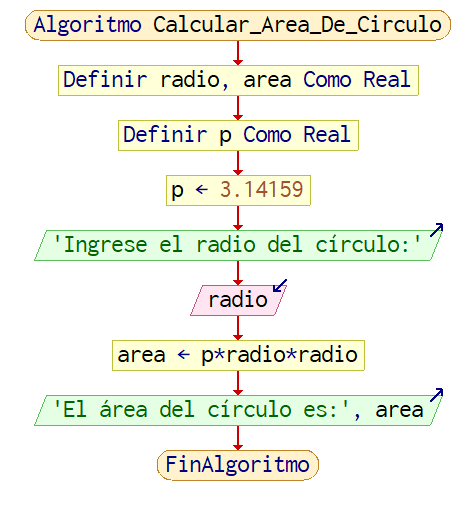 Algoritmo Calcular_Area_De_Circulo
Definir radio, area Como Real
Definir p Como Real
p ← 3.14159
'Ingrese el radio del círculo:'
radio
area ← p*radio*radio
'El área del círculo es:', area
FinAlgoritmo